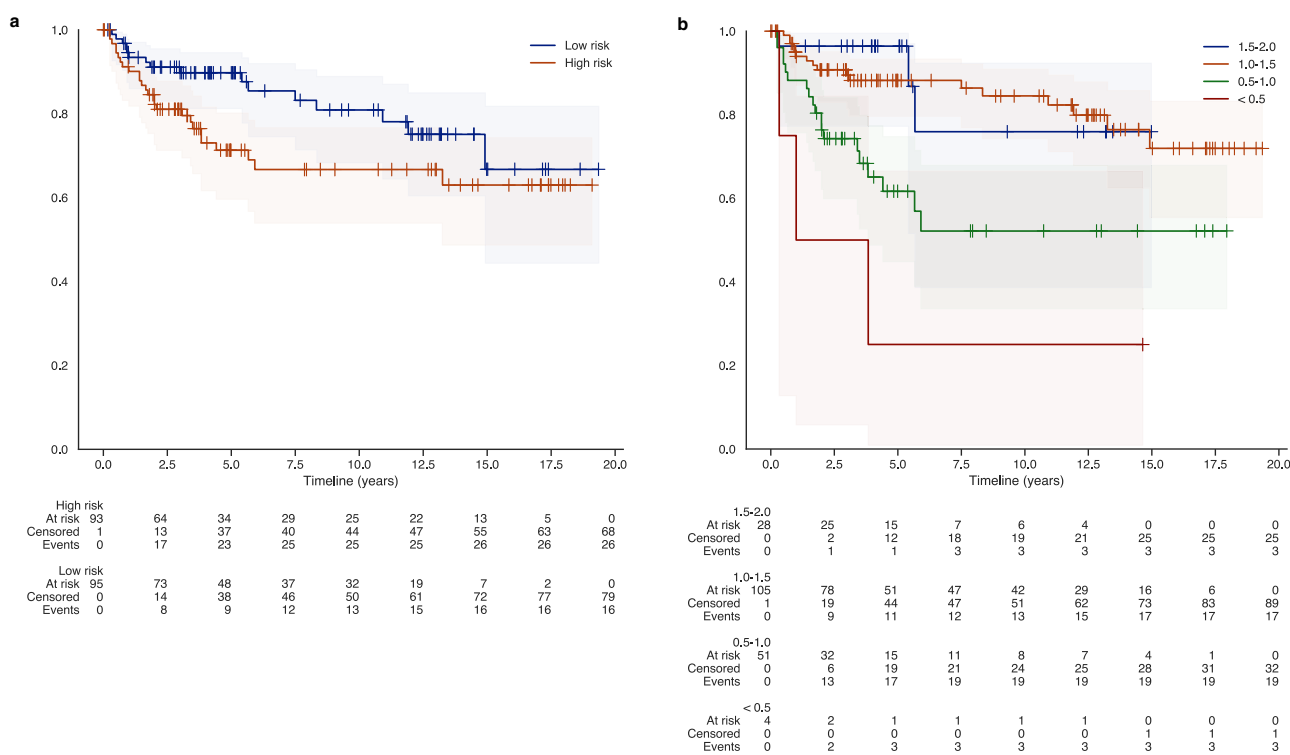 a
1.0
0.8
0.6
0.4
0.2
0.0
Low risk
High risk
0.0 2.5 5.0 7.5 10.0 12.5 15.0 17.5 20.0
Timeline (years)
High risk
At risk 93 64 34 29 25 22 13 5 0
Censored 1 13 37 40 44 47 55 63 68
Events 0 17 23 25 25 26 26 26 26
Low risk
At risk 95 73 48 37 32 19 7 2 0
Censored 0 14 38 46 50 61 72 77 79
Events 0 8 9 12 13 15 16 16 16
b
1.0
0.8
0.6
0.4
0.2
0.0
1.5-2.0
1.0-1.5
0.5-1.0
< 0.5
0.0 2.5 5.0 7.5 10.0 12.5 15.0 17.5 20.0
Timeline (years)
1.5-2.0
At risk 28 25 15 7 6 4 0 0 0
Censored 0 2 12 18 19 21 25 25 25
Events 0 1 1 3 3 3 3 3 3
1.0-1.5
At risk 105 78 51 47 42 29 16 6 0
Censored 1 19 44 47 51 62 73 83 89
Events 0 9 11 12 13 15 17 17 17
0.5-1.0
At risk 51 32 15 11 8 7 4 1 0
Censored 0 6 19 21 24 25 28 31 32
Events 0 13 17 19 19 19 19 19 19
< 0.5
At risk 4 2 1 1 1 1 0 0 0
Censored 0 0 0 0 0 0 1 1 1
Events 0 2 3 3 3 3 3 3 3